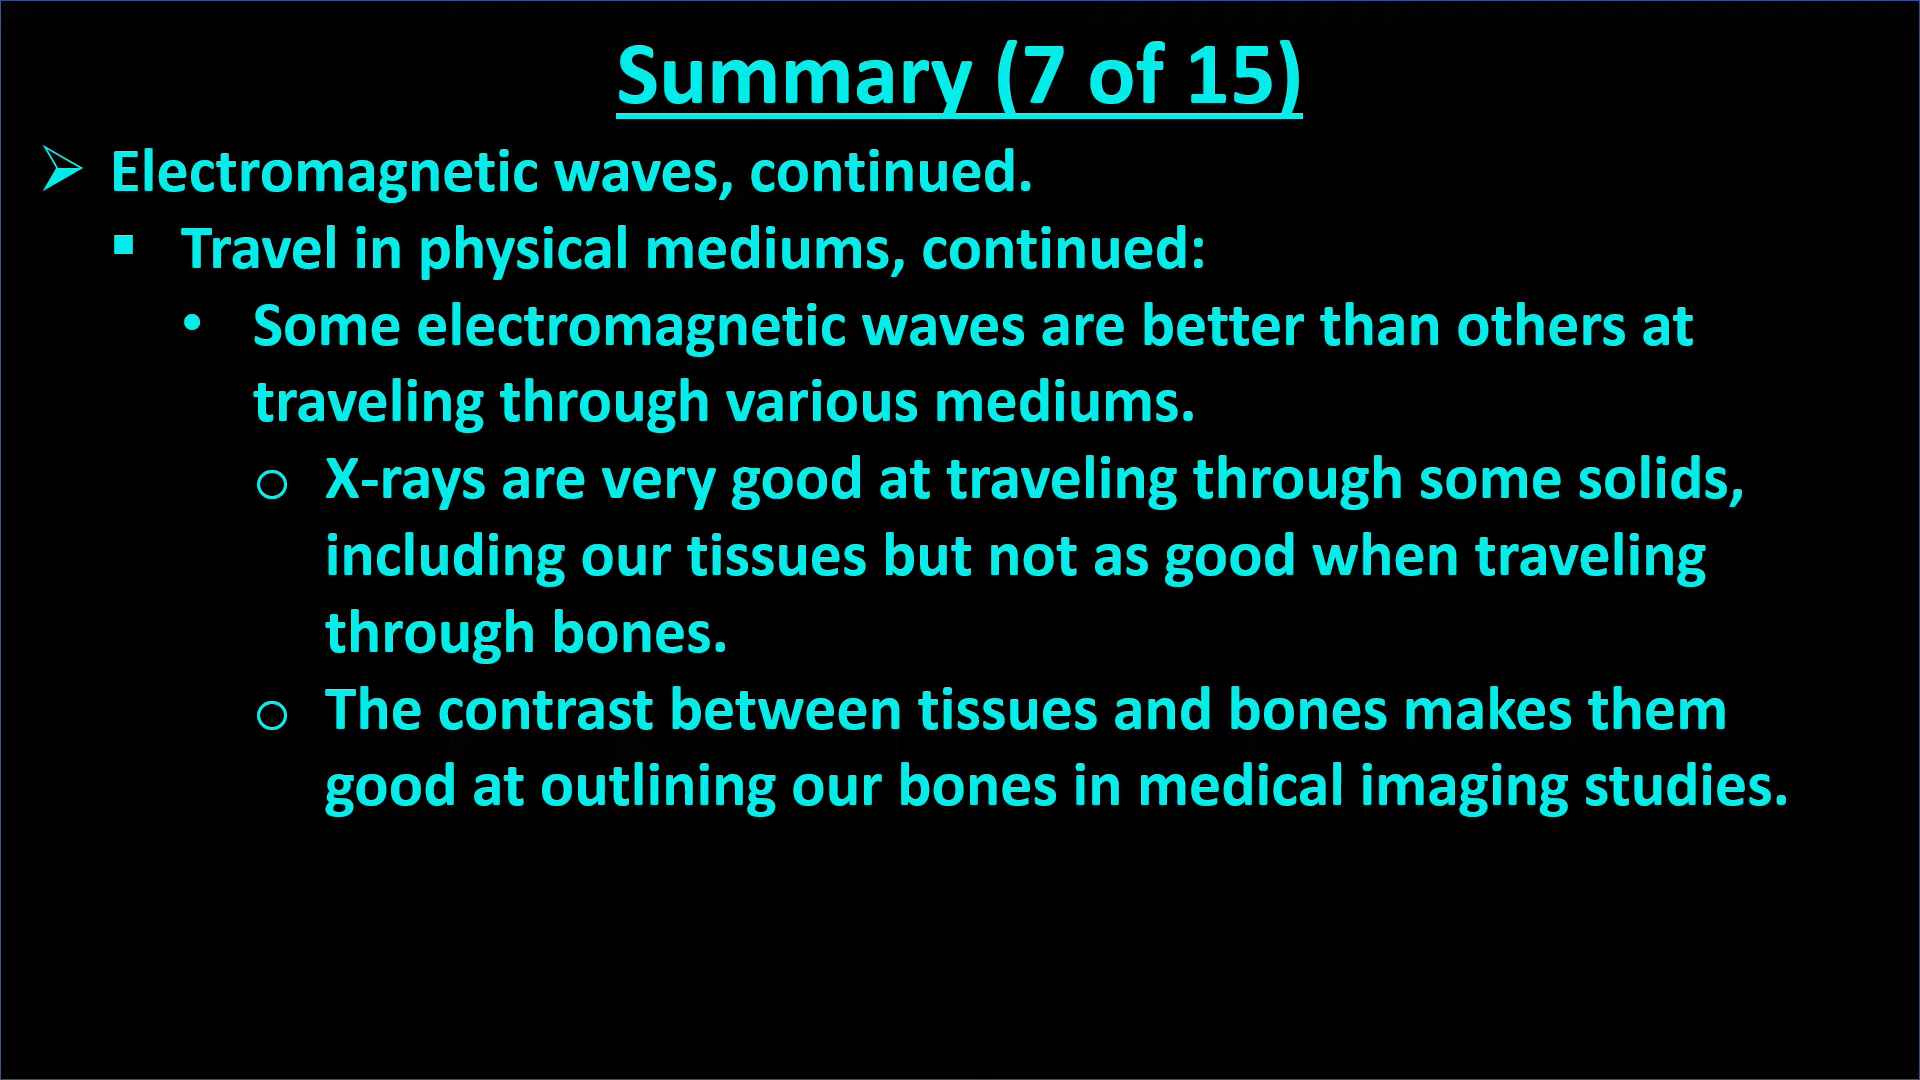 Summary (7 of 15)
➢ Electromagnetic waves, continued.
▪ Travel in physical mediums, continued:
• Some electromagnetic waves are better than others at
traveling through various mediums.
o X-rays are very good at traveling through some solids,
including our tissues but not as good when traveling
through bones.
o The contrast between tissues and bones makes them
good at outlining our bones in medical imaging studies.